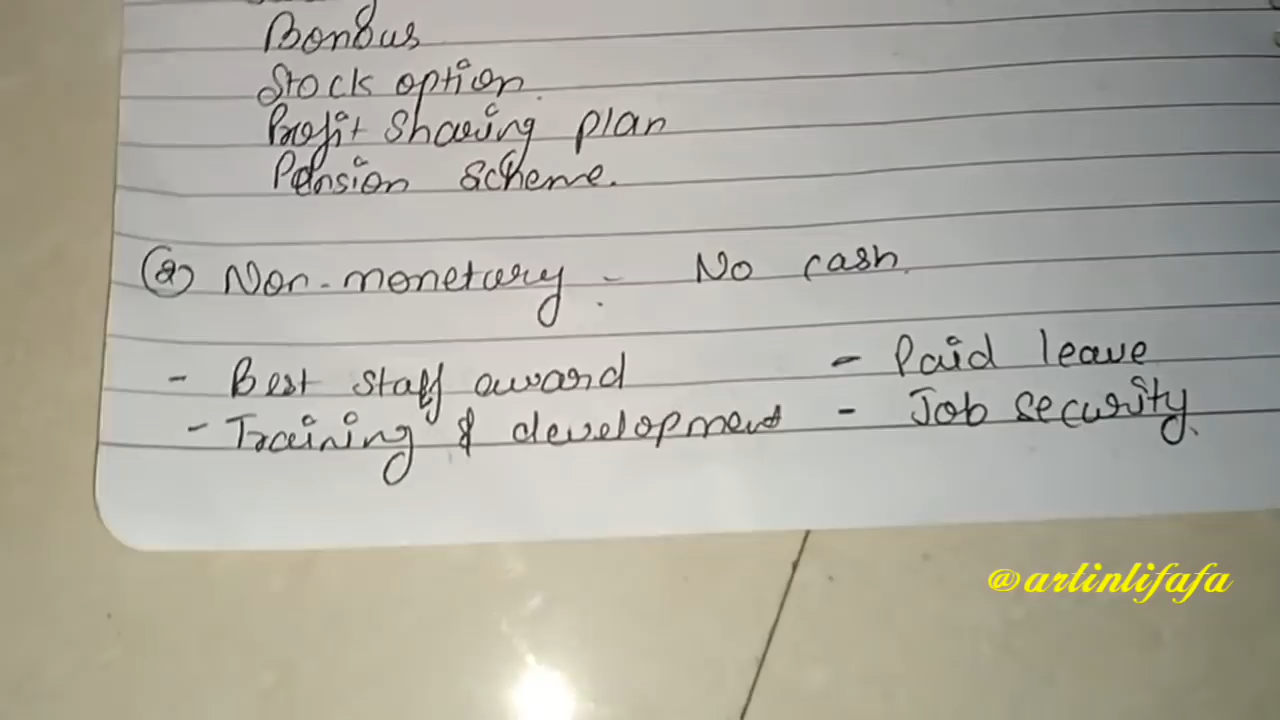 Bonus
Stock option.
Profit sharing plan
Pension scheme.
(2) Non-monetary - No cash.
- Best staff award - Paid leave
- Training & development - Job security.
@artinlifafa